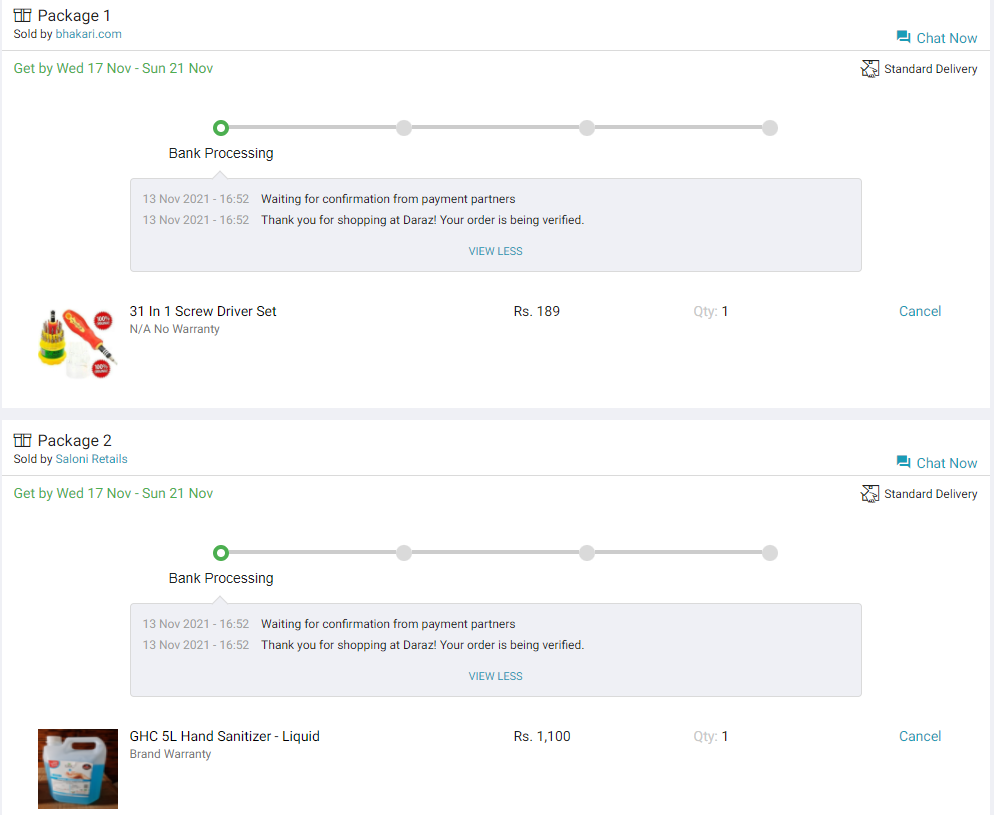 Package 1
Sold by bhakari.com
Chat Now
Get by Wed 17 Nov - Sun 21 Nov
Standard Delivery
Bank Processing
13 Nov 2021 - 16:52 Waiting for confirmation from payment partners
13 Nov 2021 - 16:52 Thank you for shopping at Daraz! Your order is being verified.
VIEW LESS
31 In 1 Screw Driver Set Rs. 189 Qty: 1 Cancel
N/A No Warranty
100%
100%
Package 2
Sold by Saloni Retails
Chat Now
Get by Wed 17 Nov - Sun 21 Nov
Standard Delivery
Bank Processing
13 Nov 2021 - 16:52 Waiting for confirmation from payment partners
13 Nov 2021 - 16:52 Thank you for shopping at Daraz! Your order is being verified.
VIEW LESS
GHC 5L Hand Sanitizer - Liquid Rs. 1,100 Qty: 1 Cancel
Brand Warranty